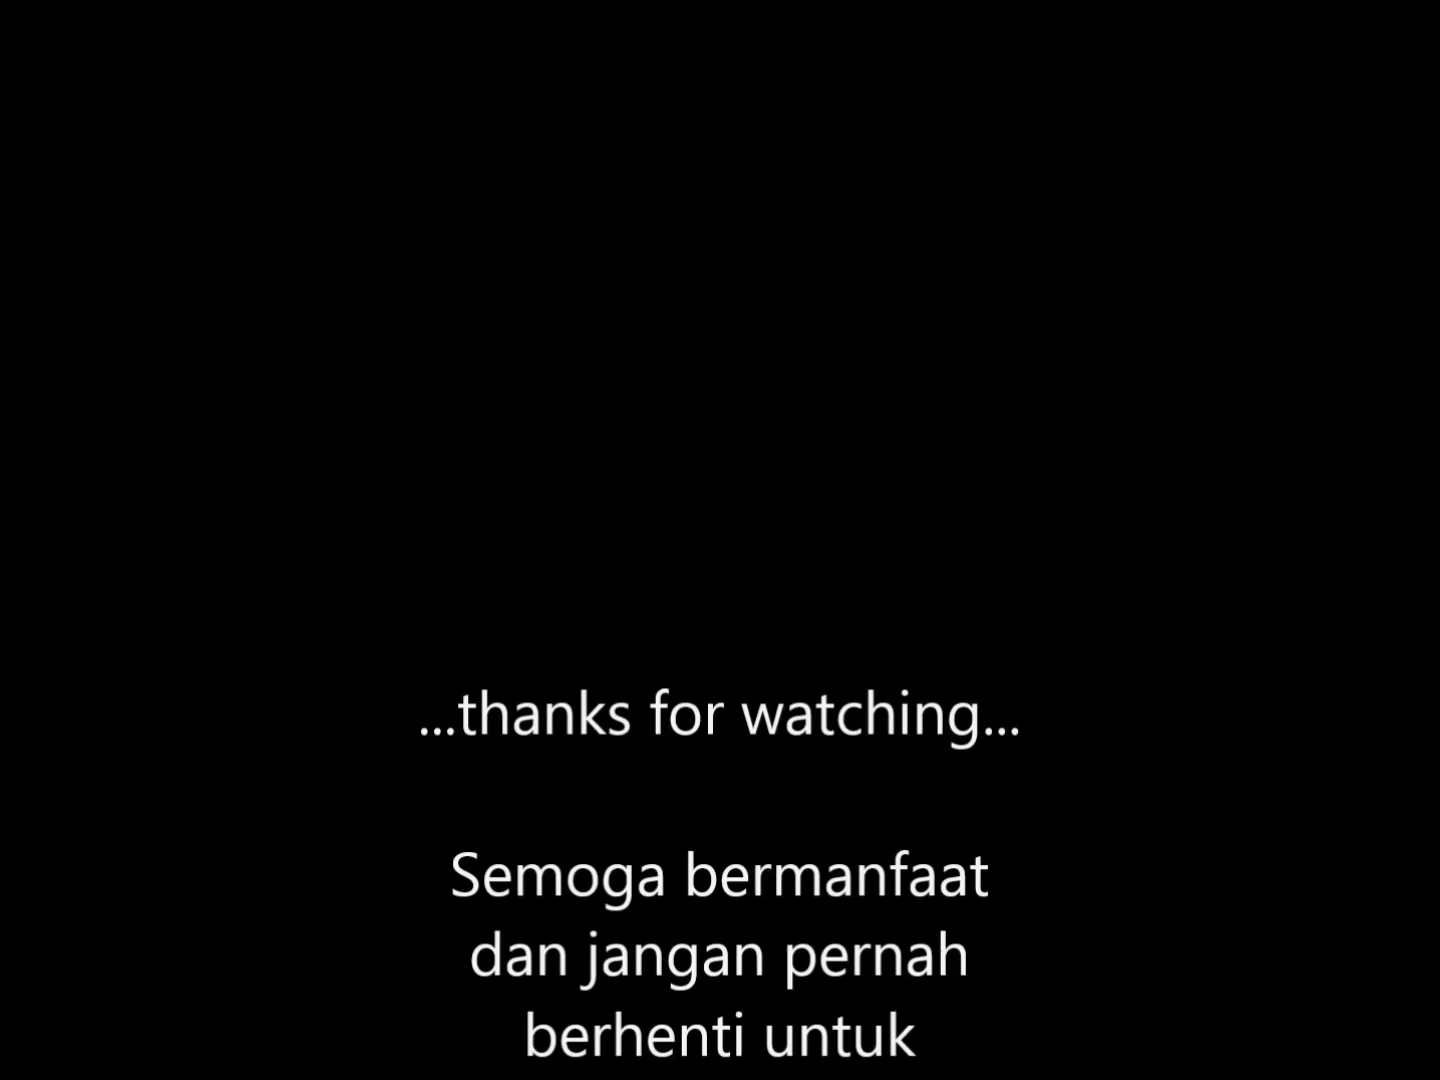 ...thanks for watching...
Semoga bermanfaat
dan jangan pernah
berhenti untuk